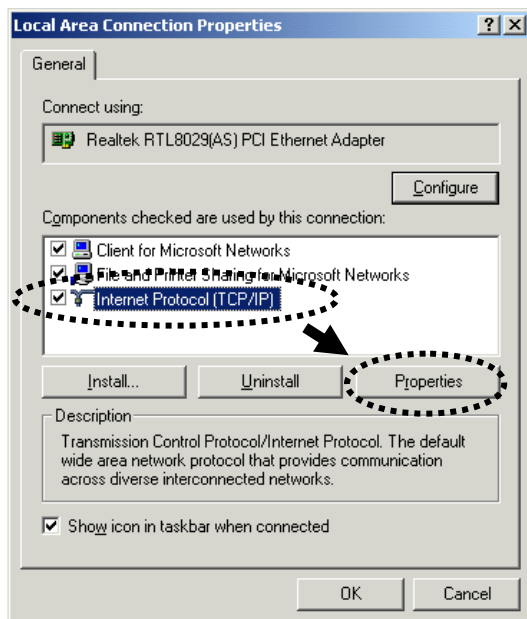 Local Area Connection Properties
General
Connect using:
Realtek RTL8029(AS) PCI Ethernet Adapter
Configure
Components checked are used by this connection:
Client for Microsoft Networks
File and Printer Sharing for Microsoft Networks
Internet Protocol (TCP/IP)
Install... Uninstall Properties
Description
Transmission Control Protocol/Internet Protocol. The default
wide area network protocol that provides communication
across diverse interconnected networks.
Show icon in taskbar when connected
OK Cancel